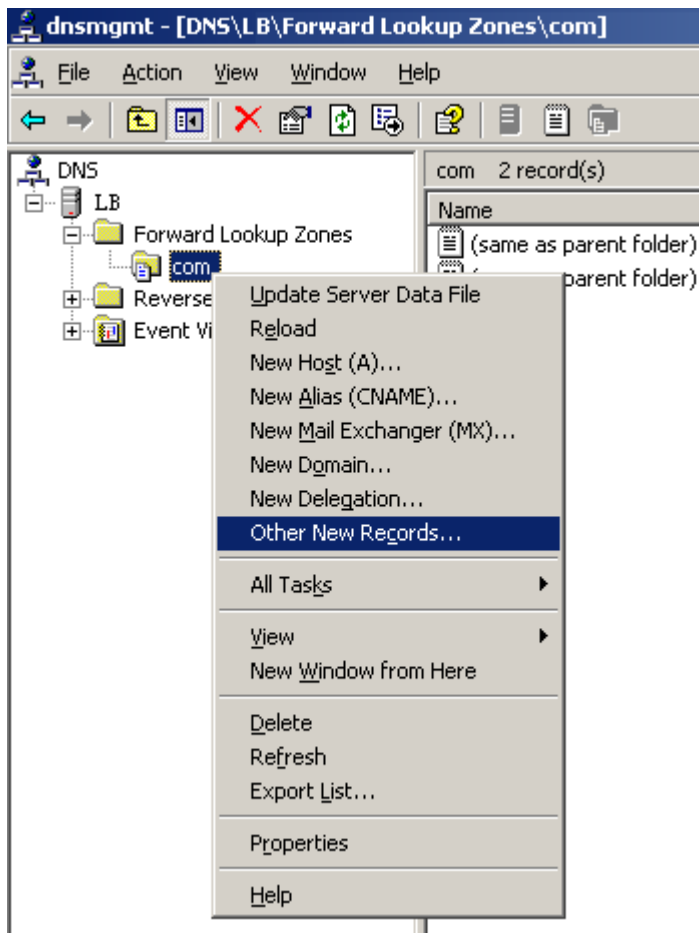 dnsmgmt - [DNS\LB\Forward Lookup Zones\com]
File Action View Window Help
DNS
LB
Forward Lookup Zones
com
Reverse
Event Vi
com 2 record(s)
Name
(same as parent folder)
parent folder)
Update Server Data File
Reload
New Host (A)...
New Alias (CNAME)...
New Mail Exchanger (MX)...
New Domain...
New Delegation...
Other New Records...
All Tasks
View
New Window from Here
Delete
Refresh
Export List...
Properties
Help